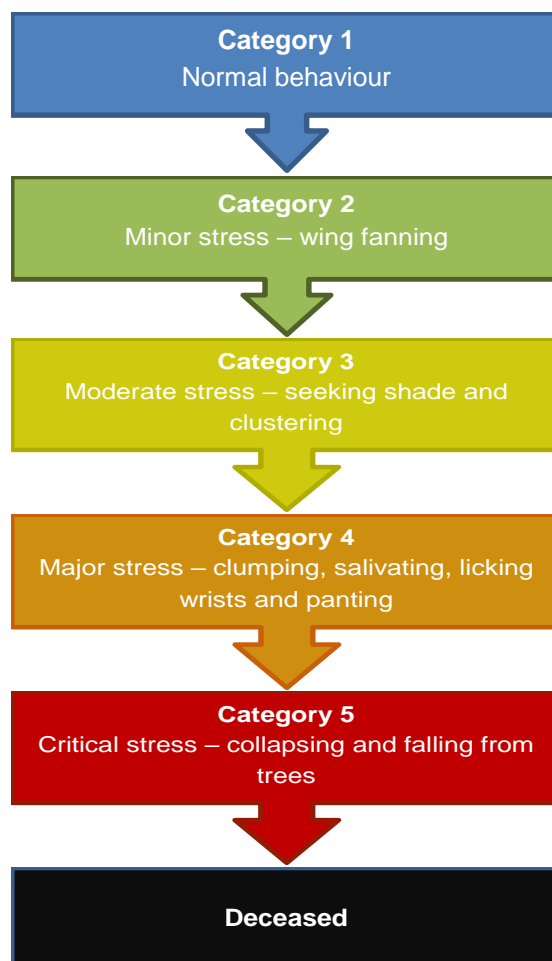 Category 1
Normal behaviour
Category 2
Minor stress – wing fanning
Category 3
Moderate stress – seeking shade and
clustering
Category 4
Major stress – clumping, salivating, licking
wrists and panting
Category 5
Critical stress – collapsing and falling from
trees
Deceased